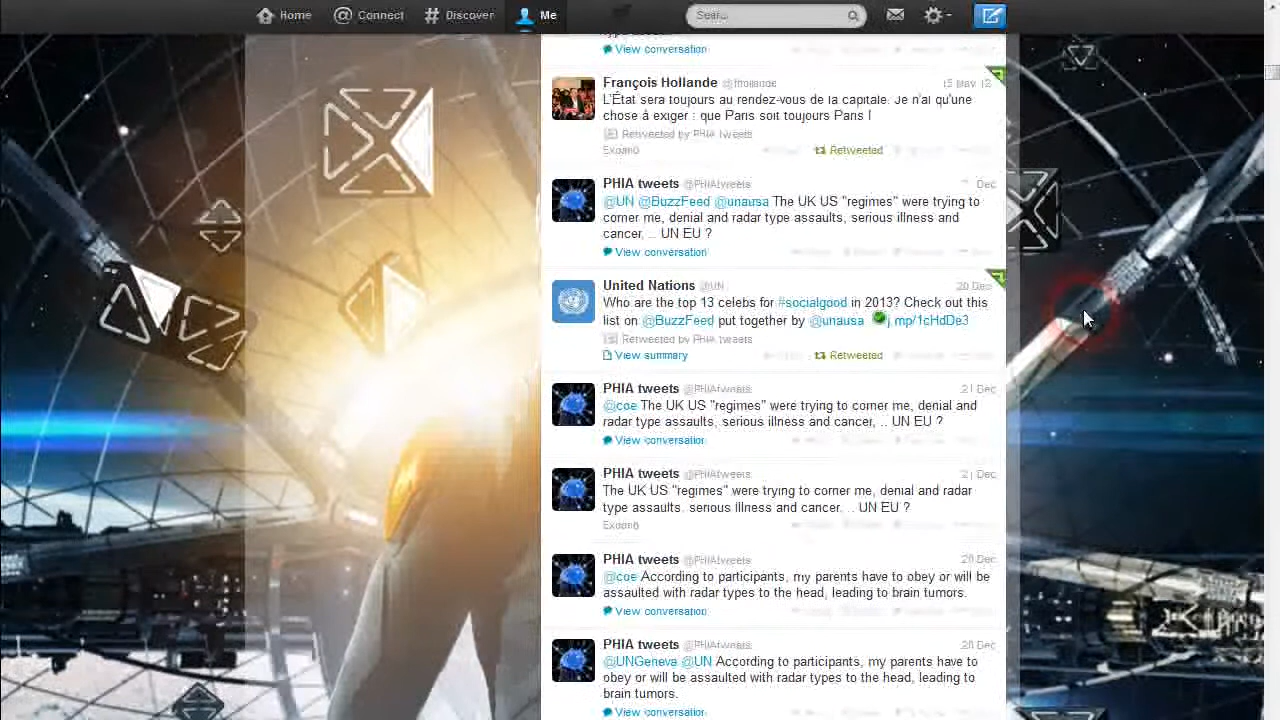 Home
Connect
Discover
Me
Search
View conversation
François Hollande @fhollande 15 May 12
L'État sera toujours au rendez-vous de la capitale. Je n'ai qu'une
chose à exiger : que Paris soit toujours Paris !
Retweeted by PHIA tweets
Expand
Retweeted
PHIA tweets @PHIAtweets Dec
@UN @BuzzFeed @unausa The UK US "regimes" were trying to
corner me, denial and radar type assaults, serious illness and
cancer, .. UN EU ?
View conversation
United Nations @UN 20 Dec
Who are the top 13 celebs for #socialgood in 2013? Check out this
list on @BuzzFeed put together by @unausa j.mp/1cHdDe3
Retweeted by PHIA tweets
View summary
Retweeted
PHIA tweets @PHIAtweets 21 Dec
@coe The UK US "regimes" were trying to corner me, denial and
radar type assaults, serious illness and cancer, .. UN EU ?
View conversation
PHIA tweets @PHIAtweets 21 Dec
The UK US "regimes" were trying to corner me, denial and radar
type assaults, serious illness and cancer, .. UN EU ?
Expand
PHIA tweets @PHIAtweets 20 Dec
@coe According to participants, my parents have to obey or will be
assaulted with radar types to the head, leading to brain tumors.
View conversation
PHIA tweets @PHIAtweets 20 Dec
@UNGeneva @UN According to participants, my parents have to
obey or will be assaulted with radar types to the head, leading to
brain tumors.
View conversation